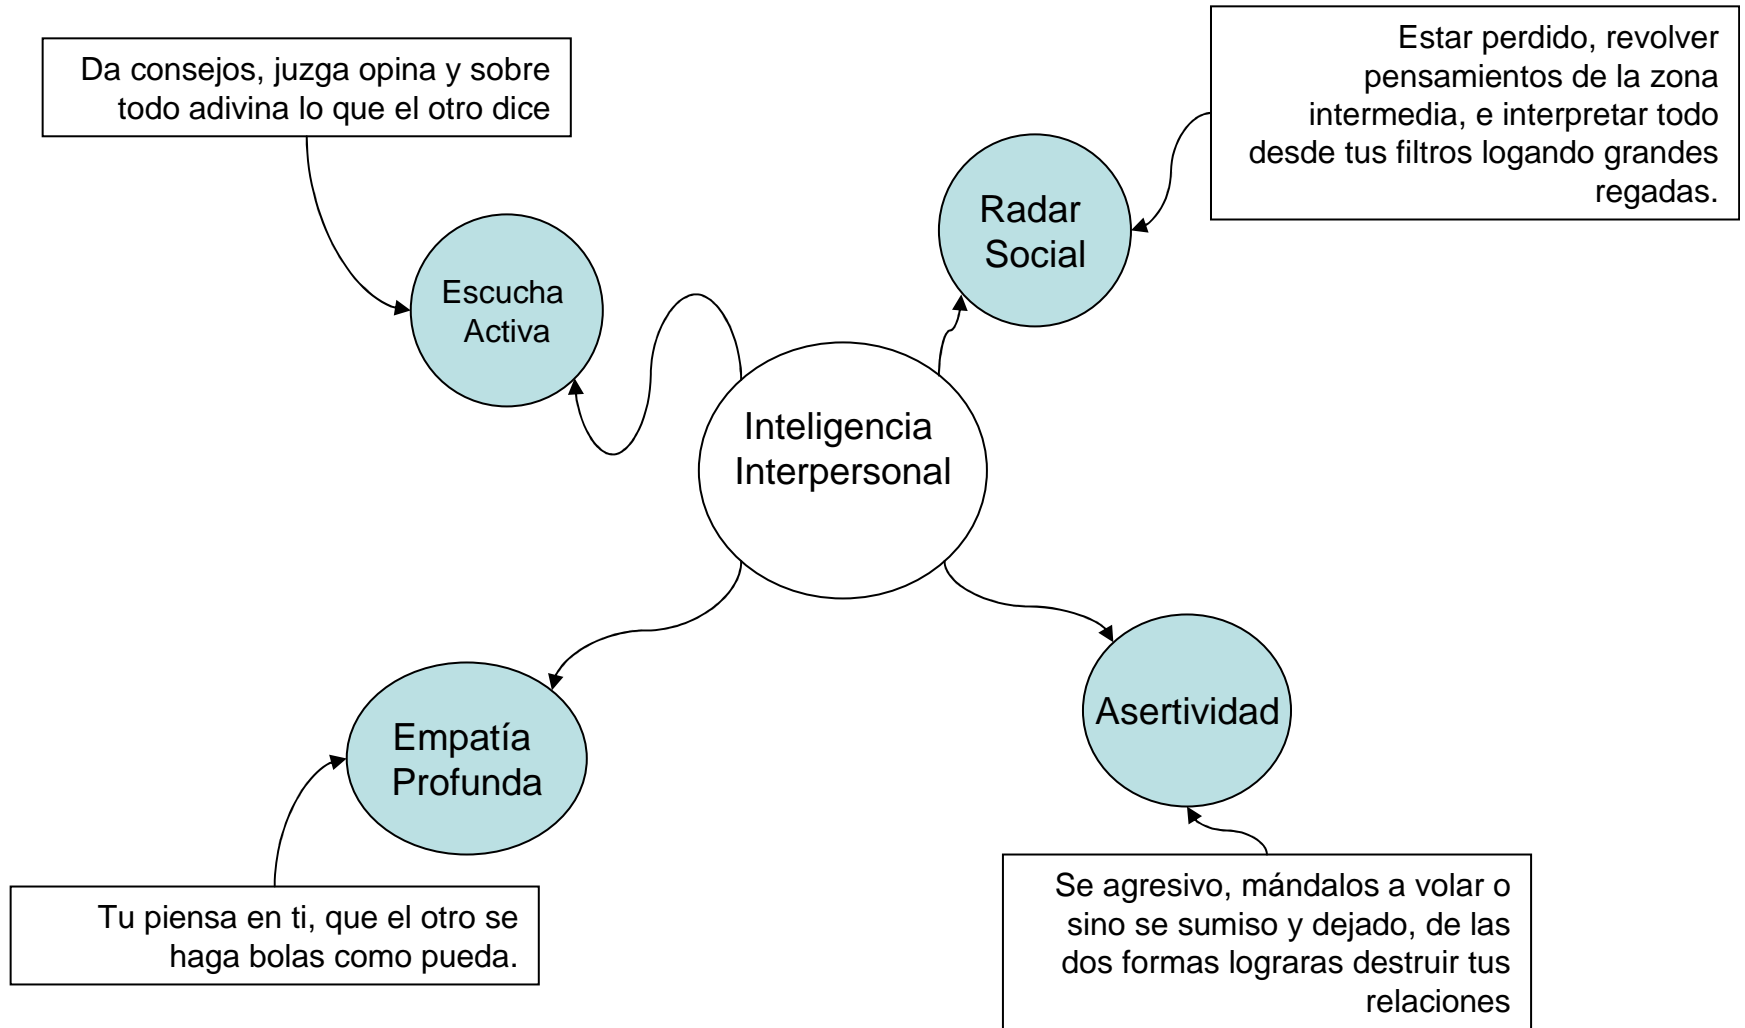 Da consejos, juzga opina y sobre
todo adivina lo que el otro dice
Estar perdido, revolver
pensamientos de la zona
intermedia, e interpretar todo
desde tus filtros logando grandes
regadas.
Radar
Social
Escucha
Activa
Inteligencia
Interpersonal
Empatía
Profunda
Asertividad
Tu piensa en ti, que el otro se
haga bolas como pueda.
Se agresivo, mándalos a volar o
sino se sumiso y dejado, de las
dos formas lograras destruir tus
relaciones